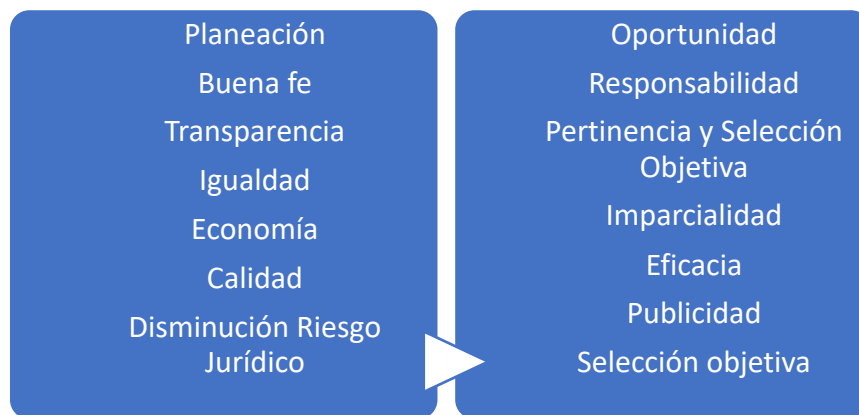 Planeación
Buena fe
Transparencia
Igualdad
Economía
Calidad
Disminución Riesgo
Jurídico
Oportunidad
Responsabilidad
Pertinencia y Selección
Objetiva
Imparcialidad
Eficacia
Publicidad
Selección objetiva